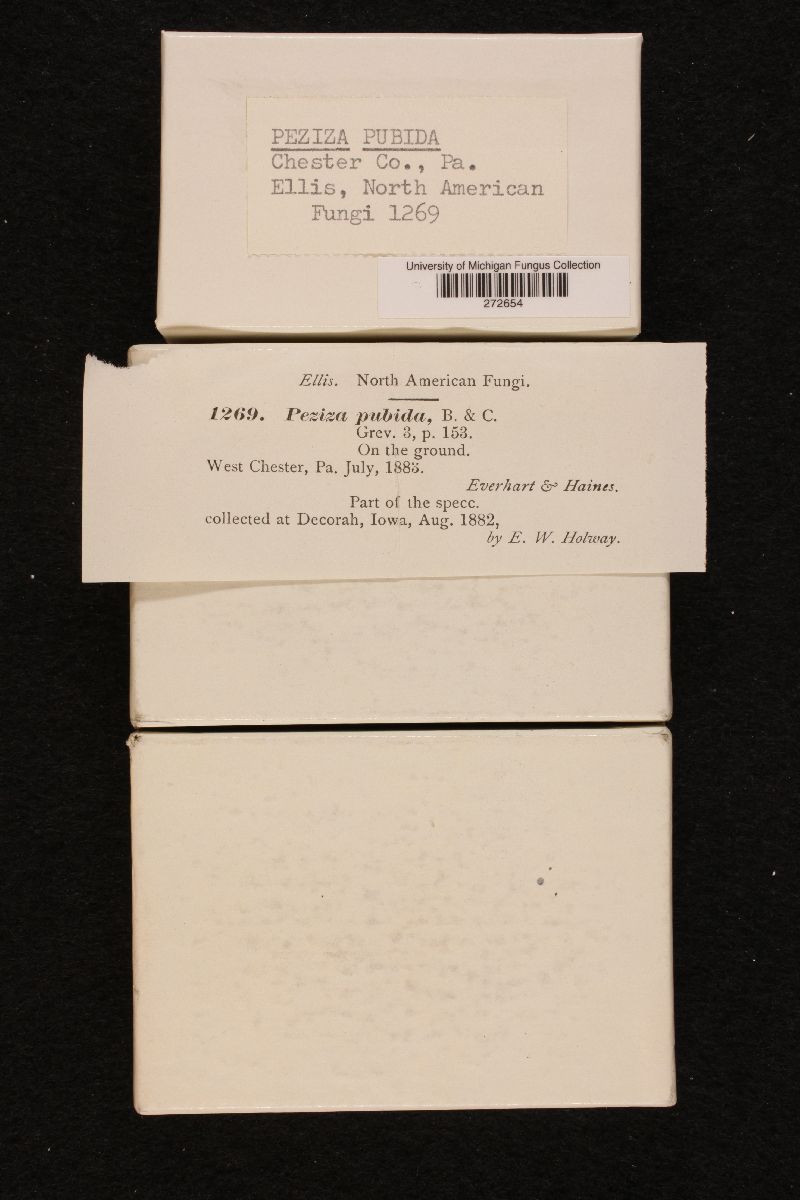 PEZIZA PUBIDA
Chester Co., Pa.
Ellis, North American
Fungi 1269
University of Michigan Fungus Collection
272654
Ellis. North American Fungi.
1269. Peziza pubida, B. & C.
Grev. 3, p. 153.
On the ground.
West Chester, Pa. July,
Everhart & Haines.
Part of the specc.
collected at Decorah, Iowa, Aug. 1882,
by E. W. Holway.